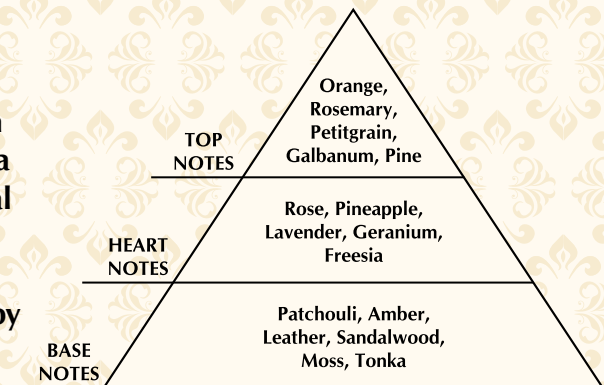 Orange,
Rosemary,
Petitgrain,
Galbanum, Pine
TOP
NOTES
Rose, Pineapple,
Lavender, Geranium,
Freesia
HEART
NOTES
Patchouli, Amber,
Leather, Sandalwood,
Moss, Tonka
BASE
NOTES